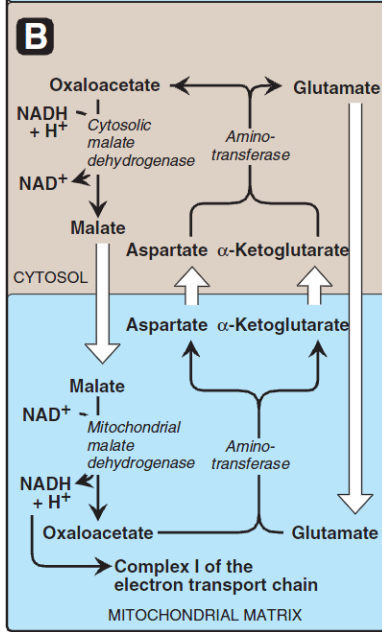 B
Oxaloacetate
Glutamate
NADH
+ H⁺
Cytosolic
malate
dehydrogenase
Amino-
transferase
NAD⁺
Malate
Aspartate α-Ketoglutarate
CYTOSOL
Aspartate α-Ketoglutarate
Malate
NAD⁺
Mitochondrial
malate
dehydrogenase
Amino-
transferase
NADH
+ H⁺
Oxaloacetate
Glutamate
Complex I of the
electron transport chain
MITOCHONDRIAL MATRIX